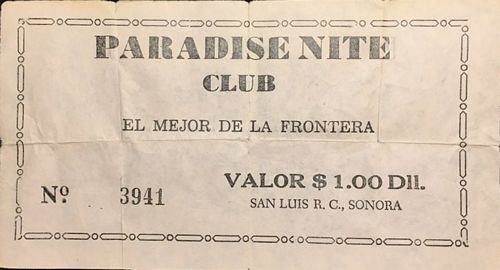 PARADISE NITE
CLUB
EL MEJOR DE LA FRONTERA
Nº 3941
VALOR $ 1.00 Dll.
SAN LUIS R. C., SONORA